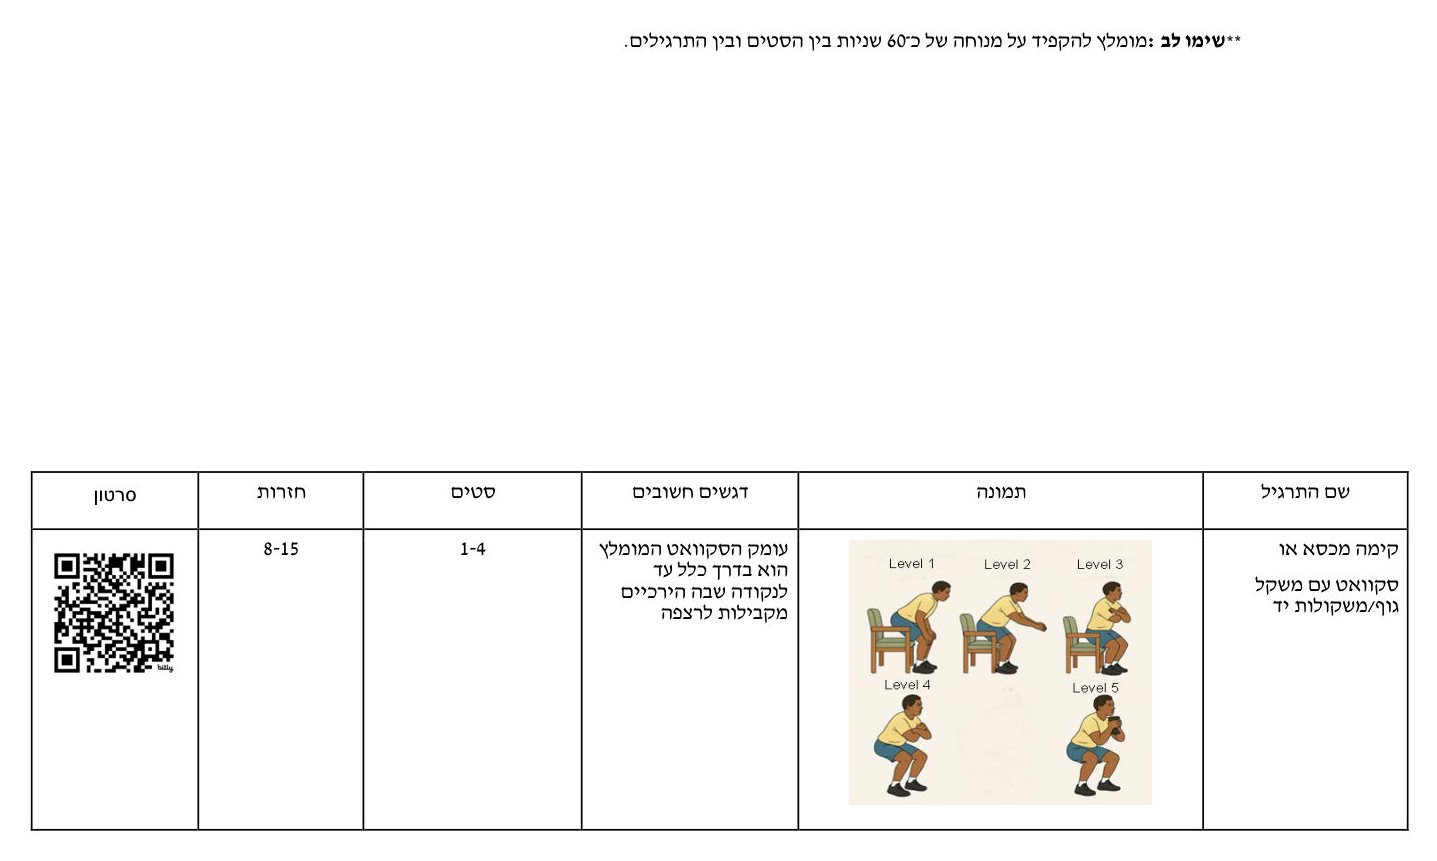 **שימו לב :מומלץ להקפיד על מנוחה של כ־60 שניות בין הסטים ובין התרגילים.
שם התרגיל
תמונה
דגשים חשובים
סטים
חזרות
סרטון
קימה מכסא או
סקוואט עם משקל
גוף/משקולות יד
Level 1
Level 2
Level 3
Level 4
Level 5
עומק הסקוואט המומלץ
הוא בדרך כלל עד
לנקודה שבה הירכיים
מקבילות לרצפה
1-4
8-15
bitly